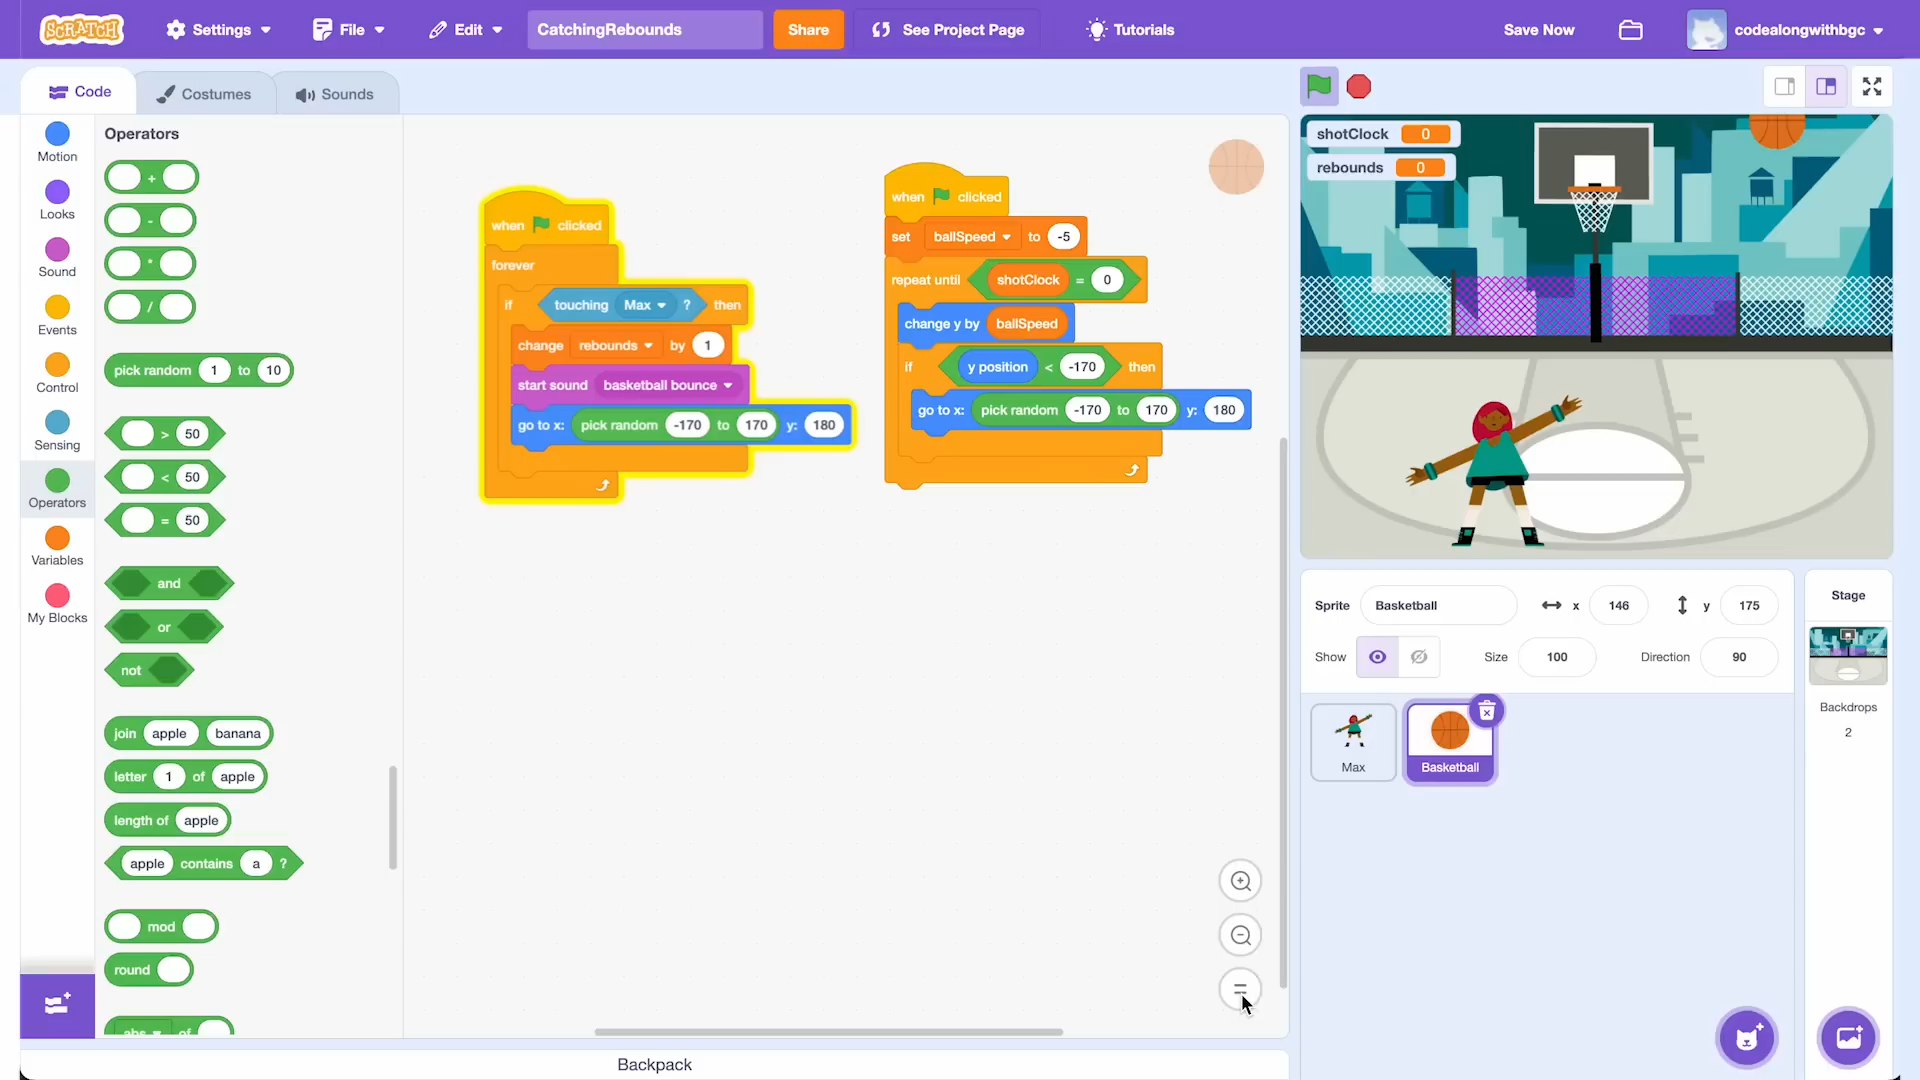 SCRATCH Settings File Edit CatchingRebounds Share See Project Page Tutorials Save Now codealongwithbgc
Code Costumes Sounds
Motion
Looks
Sound
Events
Control
Sensing
Operators
Variables
My Blocks
Operators
+
-
*
/
pick random 1 to 10
> 50
< 50
= 50
and
or
not
join apple banana
letter 1 of apple
length of apple
apple contains a ?
mod
round
abs of
when clicked
forever
if touching Max ? then
change rebounds by 1
start sound basketball bounce
go to x: pick random -170 to 170 y: 180
when clicked
set ballSpeed to -5
repeat until shotClock = 0
change y by ballSpeed
if y position < -170 then
go to x: pick random -170 to 170 y: 180
Backpack
shotClock 0
rebounds 0
Sprite Basketball x 146 y 175
Show Size 100 Direction 90
Max
Basketball
Stage
Backdrops
2